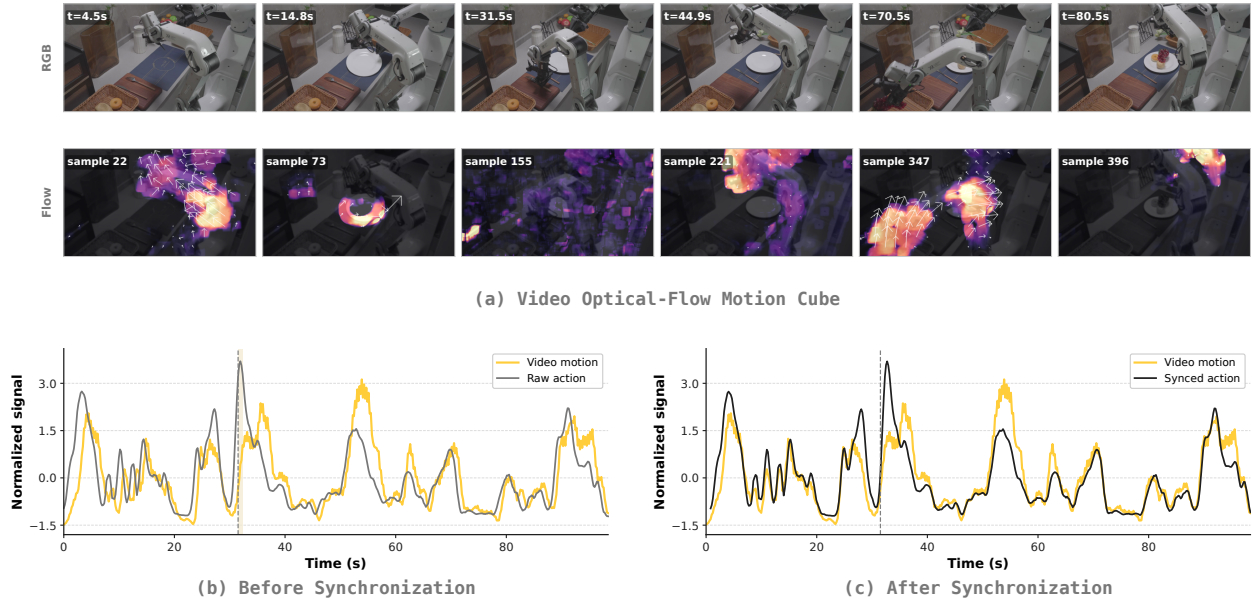 RGB
t=4.5s
t=14.8s
t=31.5s
t=44.9s
t=70.5s
t=80.5s
Flow
sample 22
sample 73
sample 155
sample 221
sample 347
sample 396
(a) Video Optical-Flow Motion Cube
Normalized signal
3.0
1.5
0.0
−1.5
Video motion
Raw action
0
20
40
60
80
Time (s)
(b) Before Synchronization
Normalized signal
3.0
1.5
0.0
−1.5
Video motion
Synced action
0
20
40
60
80
Time (s)
(c) After Synchronization